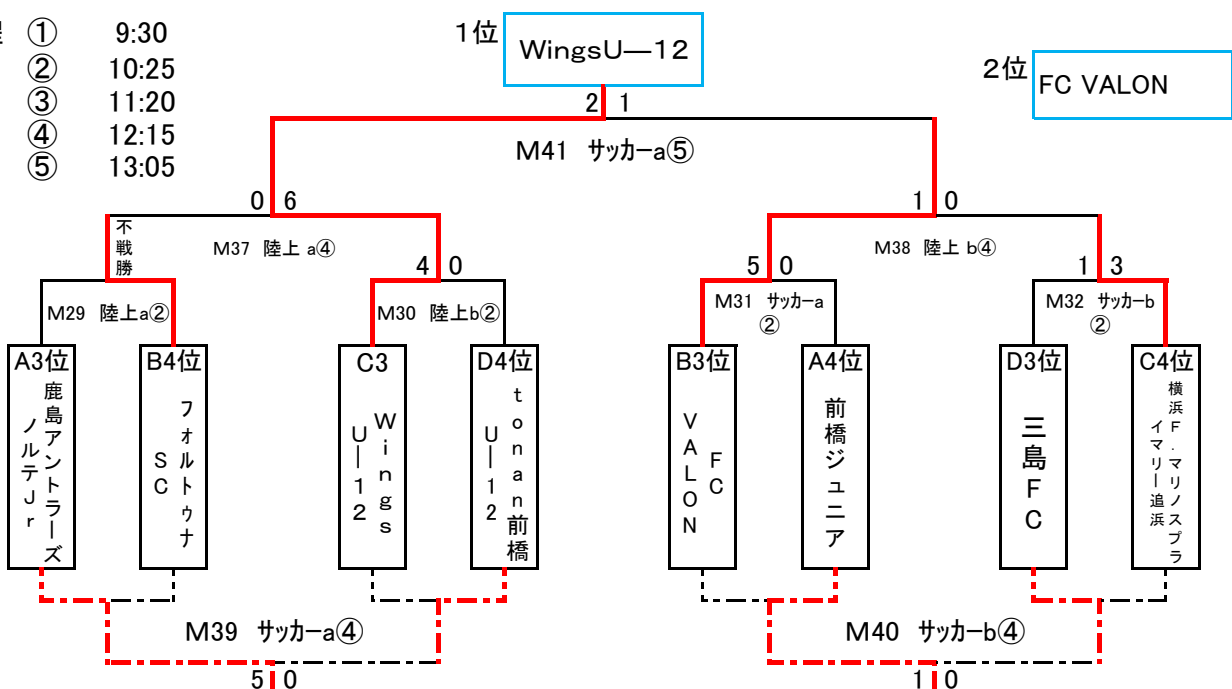 ① 9:30
② 10:25
③ 11:20
④ 12:15
⑤ 13:05
1位
WingsU―12
2位
FC VALON
2 1
M41 サッカーa⑤
0 6
1 0
不戦勝
M37 陸上 a④
M38 陸上 b④
4 0
5 0
1 3
M29 陸上a②
M30 陸上b②
M31 サッカーa
②
M32 サッカーb
②
A3位
鹿島アントラーズ
ノルテJr
B4位
フォルトゥナ
SC
C3
Wings
U―12
D4位
tonan前橋
U―12
B3位
FC
VALON
A4位
前橋ジュニア
D3位
三島FC
C4位
横浜F.マリノスプラ
イマリー追浜
M39 サッカーa④
M40 サッカーb④
5 0
1 0